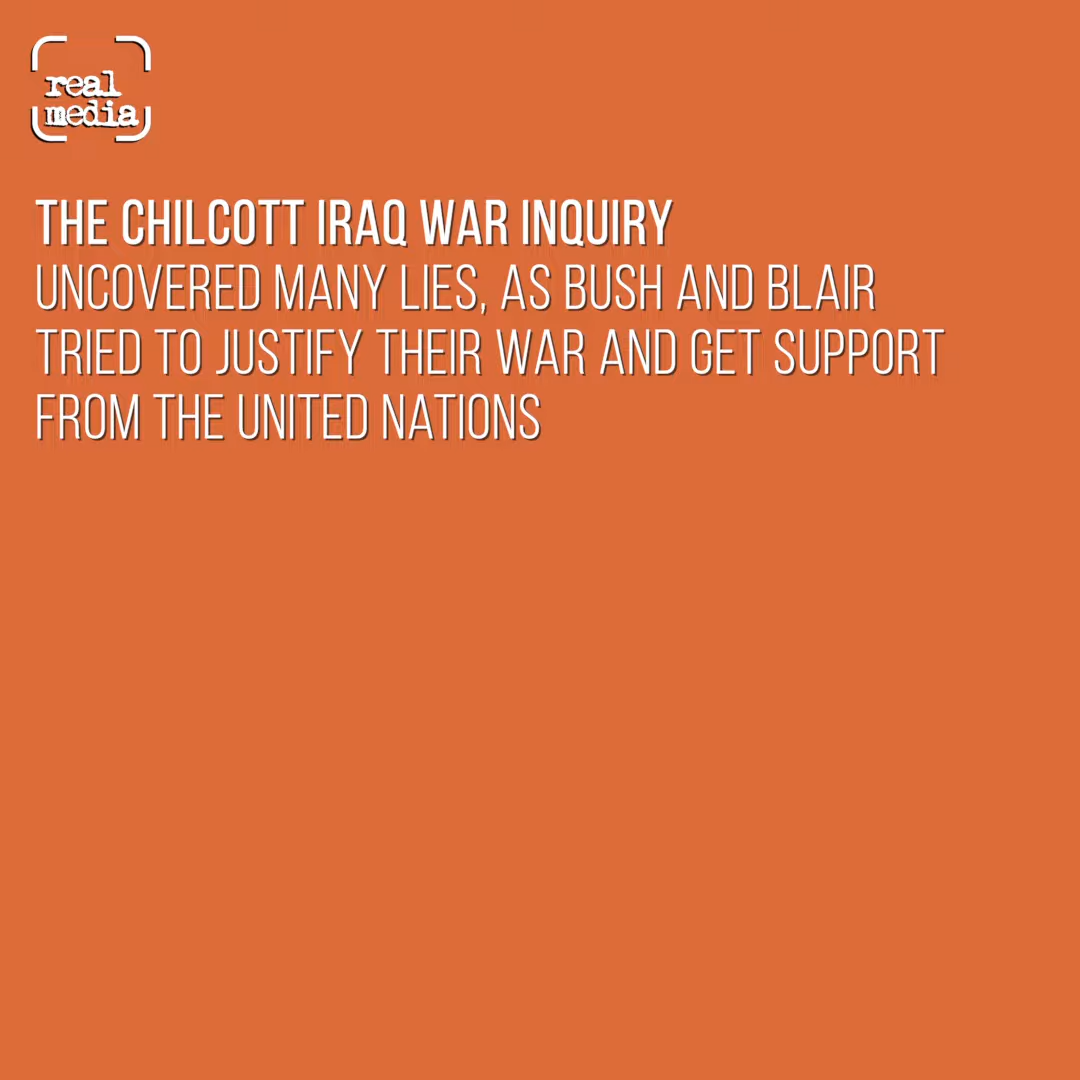 real
media
THE CHILCOTT IRAQ WAR INQUIRY
UNCOVERED MANY LIES, AS BUSH AND BLAIR
TRIED TO JUSTIFY THEIR WAR AND GET SUPPORT
FROM THE UNITED NATIONS